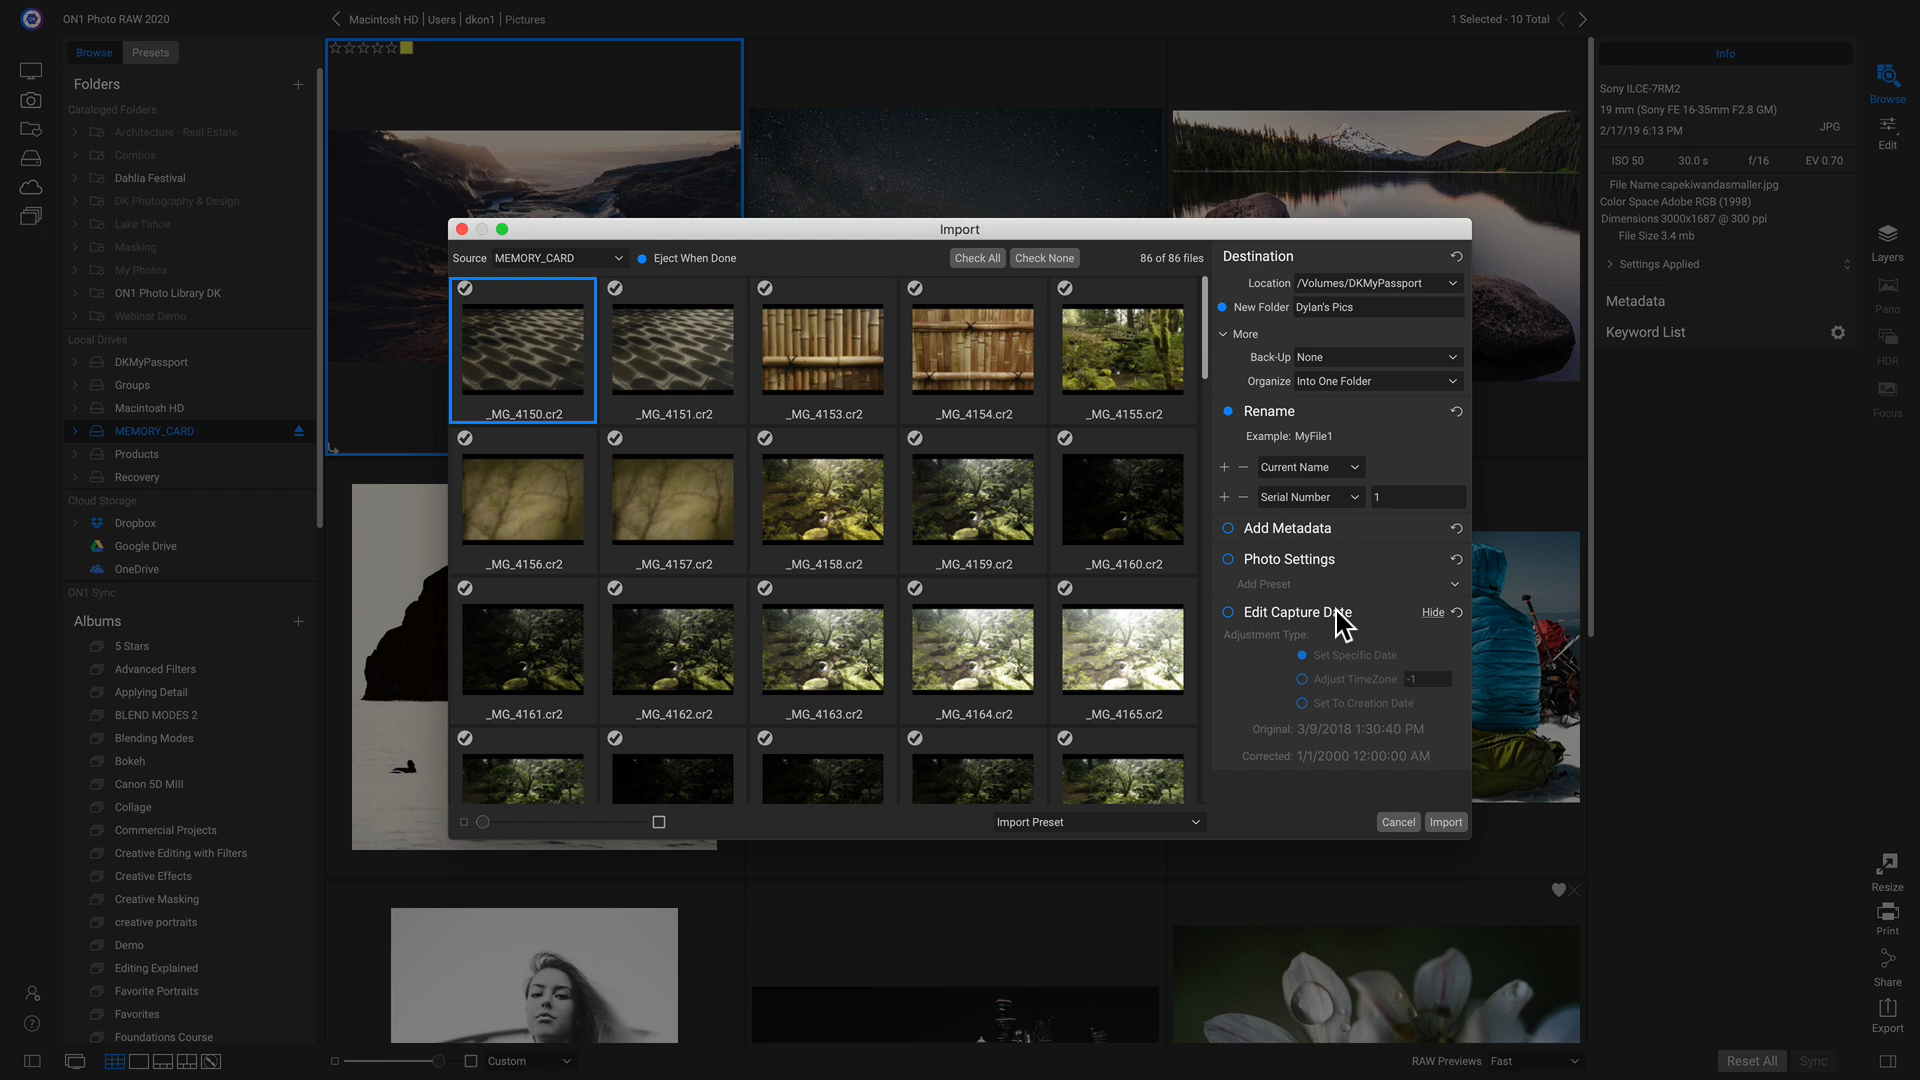 ON1 Photo RAW 2020
Macintosh HD | Users | dkon1 | Pictures
1 Selected - 10 Total
Browse
Presets
Folders
Cataloged Folders
Architecture - Real Estate
Combos
Dahlia Festival
DK Photography & Design
Lake Tahoe
Masking
My Photos
ON1 Photo Library DK
Webinar Demo
Local Drives
DKMyPassport
Groups
Macintosh HD
MEMORY_CARD
Products
Recovery
Cloud Storage
Dropbox
Google Drive
OneDrive
ON1 Sync
Albums
5 Stars
Advanced Filters
Applying Detail
BLEND MODES 2
Blending Modes
Bokeh
Canon 5D MIII
Collage
Commercial Projects
Creative Editing with Filters
Creative Effects
Creative Masking
creative portraits
Demo
Editing Explained
Favorite Portraits
Favorites
Foundations Course
Import
Source MEMORY_CARD
Eject When Done
Check All
Check None
86 of 86 files
_MG_4150.cr2
_MG_4151.cr2
_MG_4153.cr2
_MG_4154.cr2
_MG_4155.cr2
_MG_4156.cr2
_MG_4157.cr2
_MG_4158.cr2
_MG_4159.cr2
_MG_4160.cr2
_MG_4161.cr2
_MG_4162.cr2
_MG_4163.cr2
_MG_4164.cr2
_MG_4165.cr2
Import Preset
Destination
Location /Volumes/DKMyPassport
New Folder Dylan's Pics
More
Back-Up None
Organize Into One Folder
Rename
Example: MyFile1
Current Name
Serial Number 1
Add Metadata
Photo Settings
Add Preset
Edit Capture Date Hide
Adjustment Type:
Set Specific Date
Adjust TimeZone -1
Set To Creation Date
Original: 3/9/2018 1:30:40 PM
Corrected: 1/1/2000 12:00:00 AM
Cancel
Import
Info
Sony ILCE-7RM2
19 mm (Sony FE 16-35mm F2.8 GM)
2/17/19 6:13 PM
JPG
ISO 50 30.0 s f/16 EV 0.70
File Name capekiwandasmaller.jpg
Color Space Adobe RGB (1998)
Dimensions 3000x1687 @ 300 ppi
File Size 3.4 mb
Settings Applied
Metadata
Keyword List
Browse
Edit
Layers
Pano
HDR
Focus
Resize
Print
Share
Export
Custom
RAW Previews Fast
Reset All
Sync